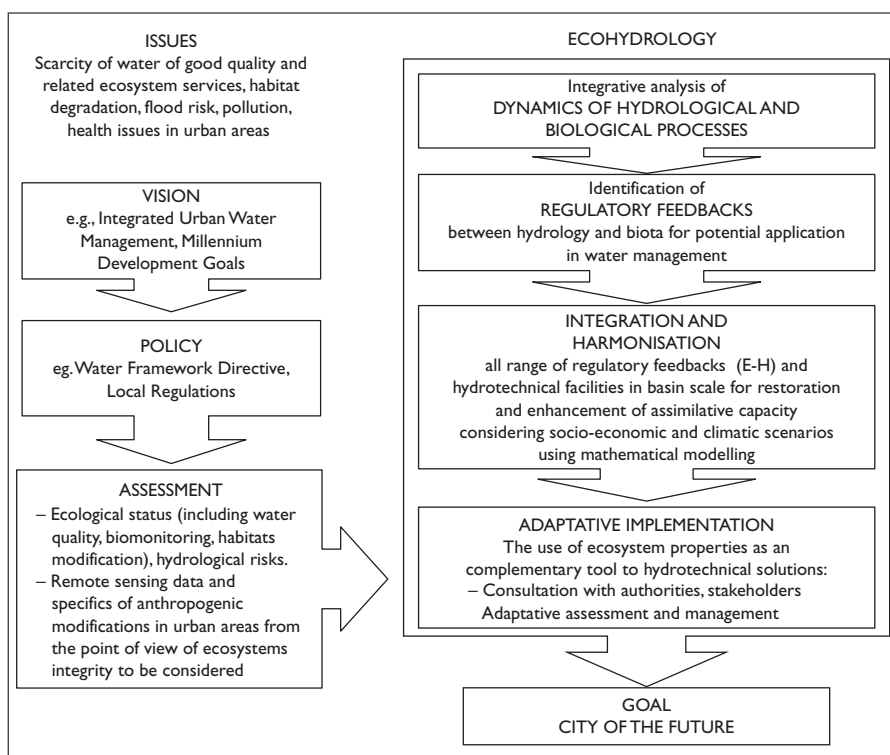 ISSUES
Scarcity of water of good quality and
related ecosystem services, habitat
degradation, flood risk, pollution,
health issues in urban areas
VISION
e.g., Integrated Urban Water
Management, Millennium
Development Goals
POLICY
eg. Water Framework Directive,
Local Regulations
ASSESSMENT
– Ecological status (including water
quality, biomonitoring, habitats
modification), hydrological risks.
– Remote sensing data and
specifics of anthropogenic
modifications in urban areas from
the point of view of ecosystems
integrity to be considered
ECOHYDROLOGY
Integrative analysis of
DYNAMICS OF HYDROLOGICAL AND
BIOLOGICAL PROCESSES
Identification of
REGULATORY FEEDBACKS
between hydrology and biota for potential application
in water management
INTEGRATION AND
HARMONISATION
all range of regulatory feedbacks (E-H) and
hydrotechnical facilities in basin scale for restoration
and enhancement of assimilative capacity
considering socio-economic and climatic scenarios
using mathematical modelling
ADAPTATIVE IMPLEMENTATION
The use of ecosystem properties as an
complementary tool to hydrotechnical solutions:
– Consultation with authorities, stakeholders
Adaptative assessment and management
GOAL
CITY OF THE FUTURE